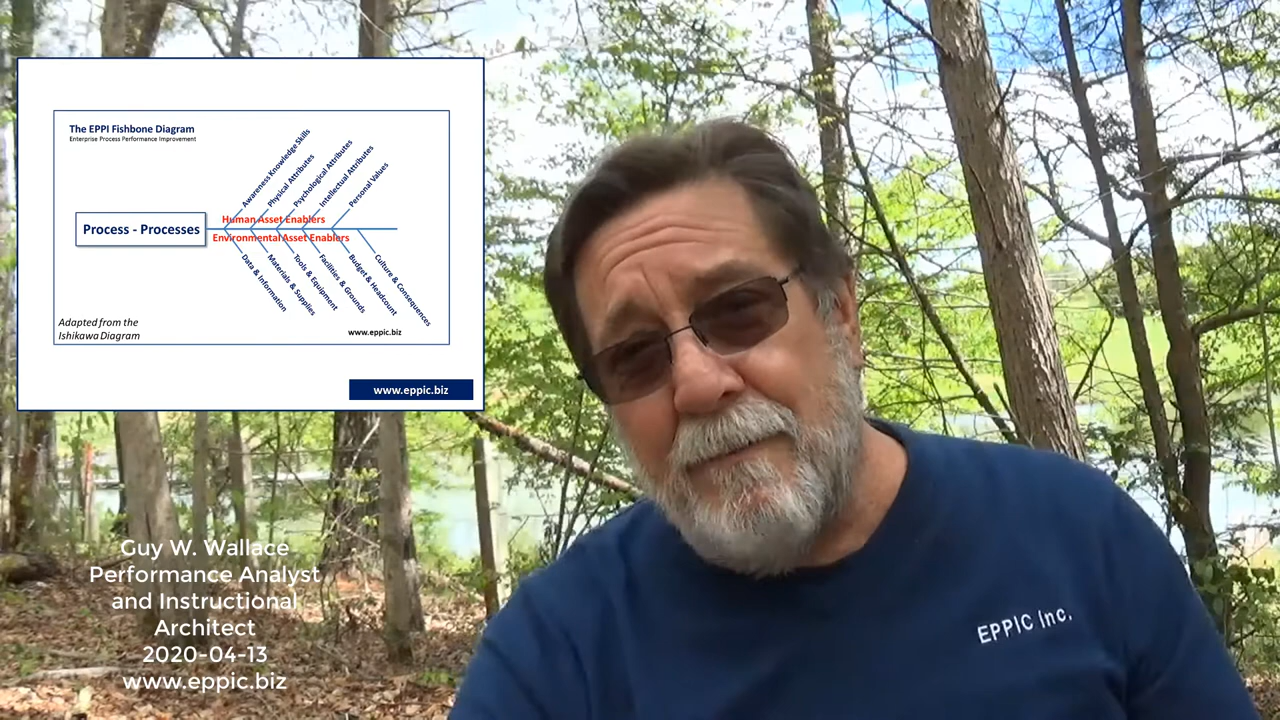 The EPPI Fishbone Diagram
Enterprise Process Performance Improvement
Awareness Knowledge Skills
Physical Attributes
Psychological Attributes
Intellectual Attributes
Personal Values
Human Asset Enablers
Process - Processes
Environmental Asset Enablers
Data & Information
Materials & Supplies
Tools & Equipment
Facilities & Grounds
Budget & Headcount
Culture & Consequences
Adapted from the
Ishikawa Diagram
www.eppic.biz
www.eppic.biz
Guy W. Wallace
Performance Analyst
and Instructional
Architect
2020-04-13
www.eppic.biz
EPPIC Inc.